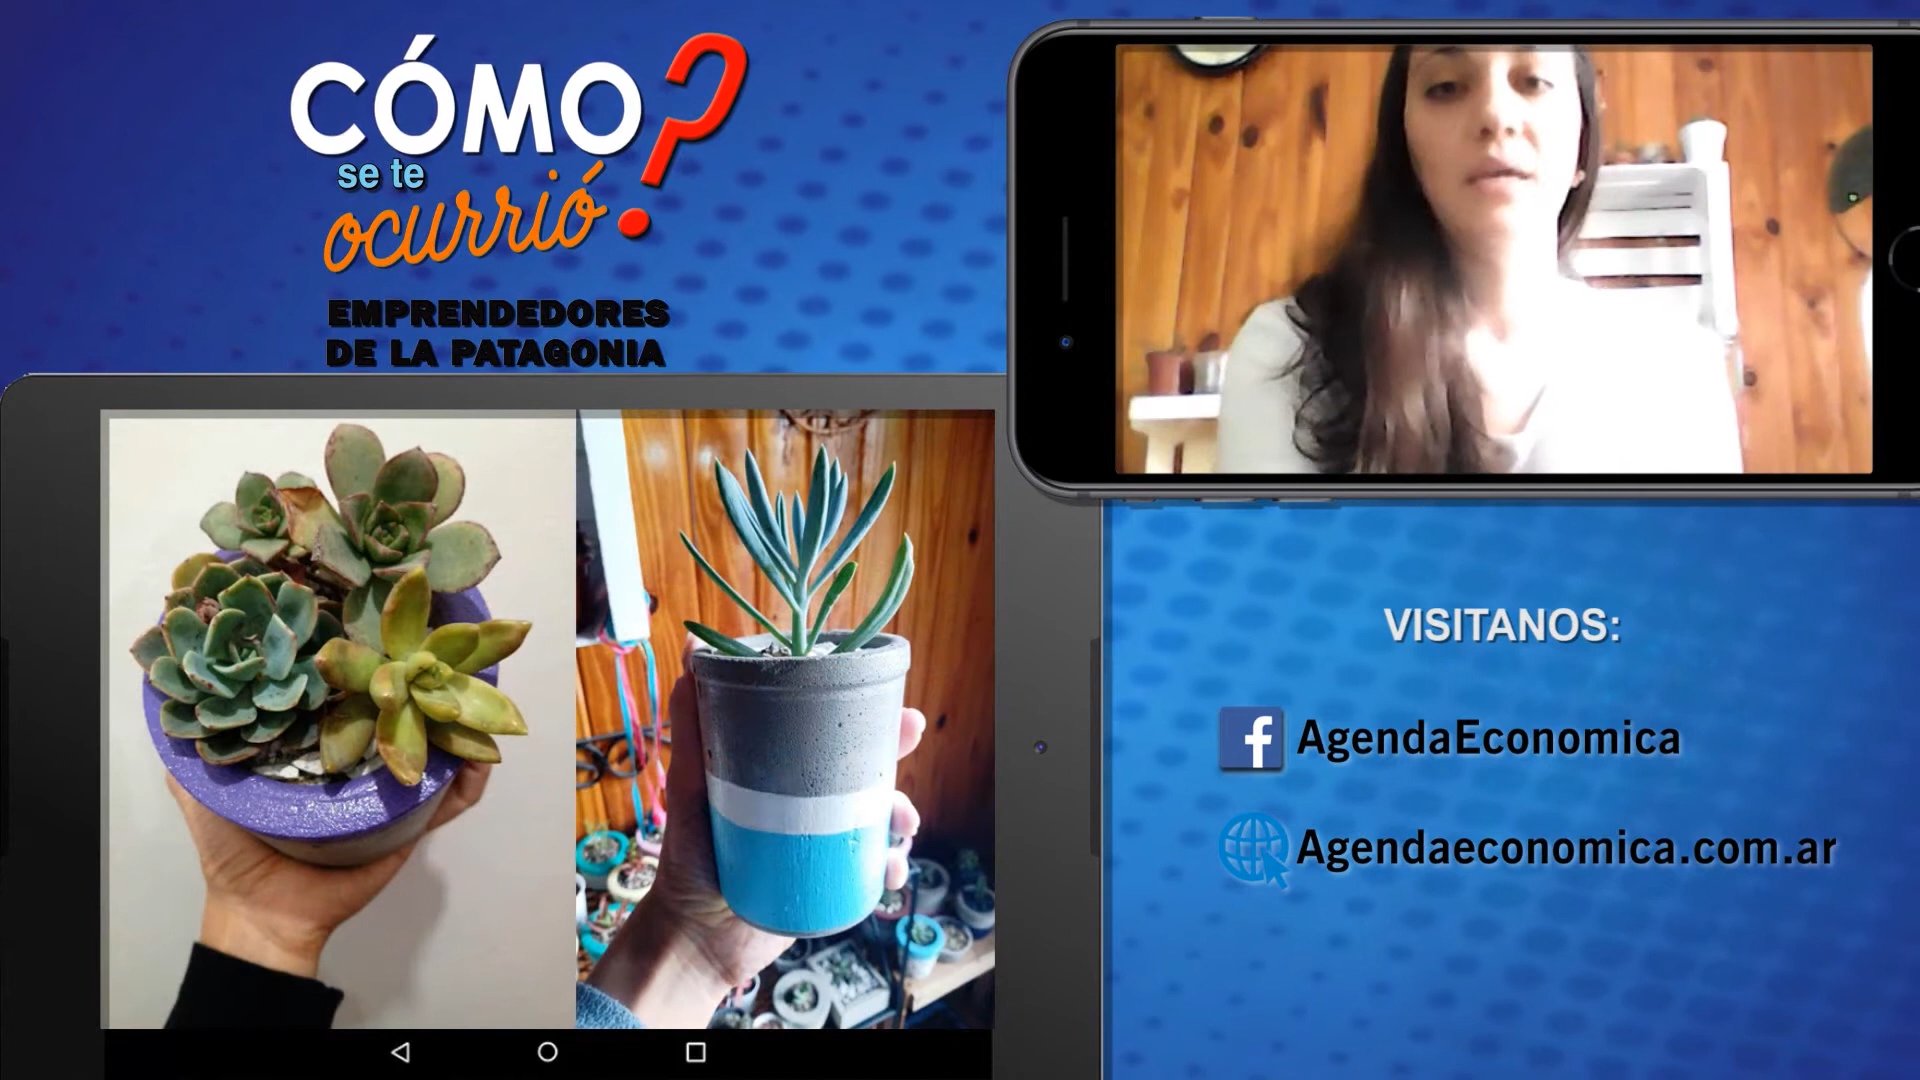 CÓMO?
se te
ocurrió
EMPRENDEDORES
DE LA PATAGONIA
VISITANOS:
f AgendaEconomica
Agendaeconomica.com.ar